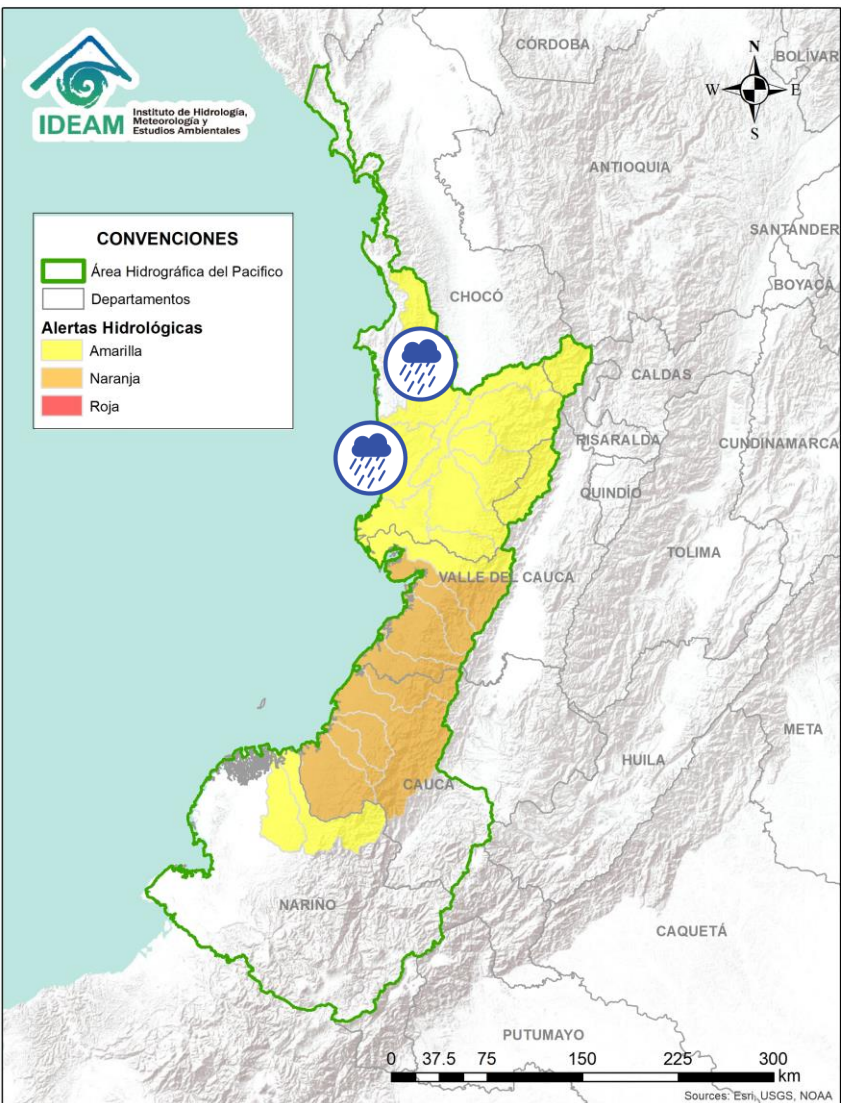 IDEAM
Instituto de Hidrología,
Meteorología y
Estudios Ambientales
CÓRDOBA
BOLÍVAR
N
W
E
S
ANTIOQUIA
SANTANDER
BOYACÁ
CONVENCIONES
Área Hidrográfica del Pacifico
Departamentos
Alertas Hidrológicas
Amarilla
Naranja
Roja
CHOCÓ
CALDAS
RISARALDA
CUNDINAMARCA
QUINDÍO
TOLIMA
VALLE DEL CAUCA
META
HUILA
CAUCA
NARIÑO
CAQUETÁ
PUTUMAYO
0 37.5 75 150 225 300
km
Sources: Esri, USGS, NOAA